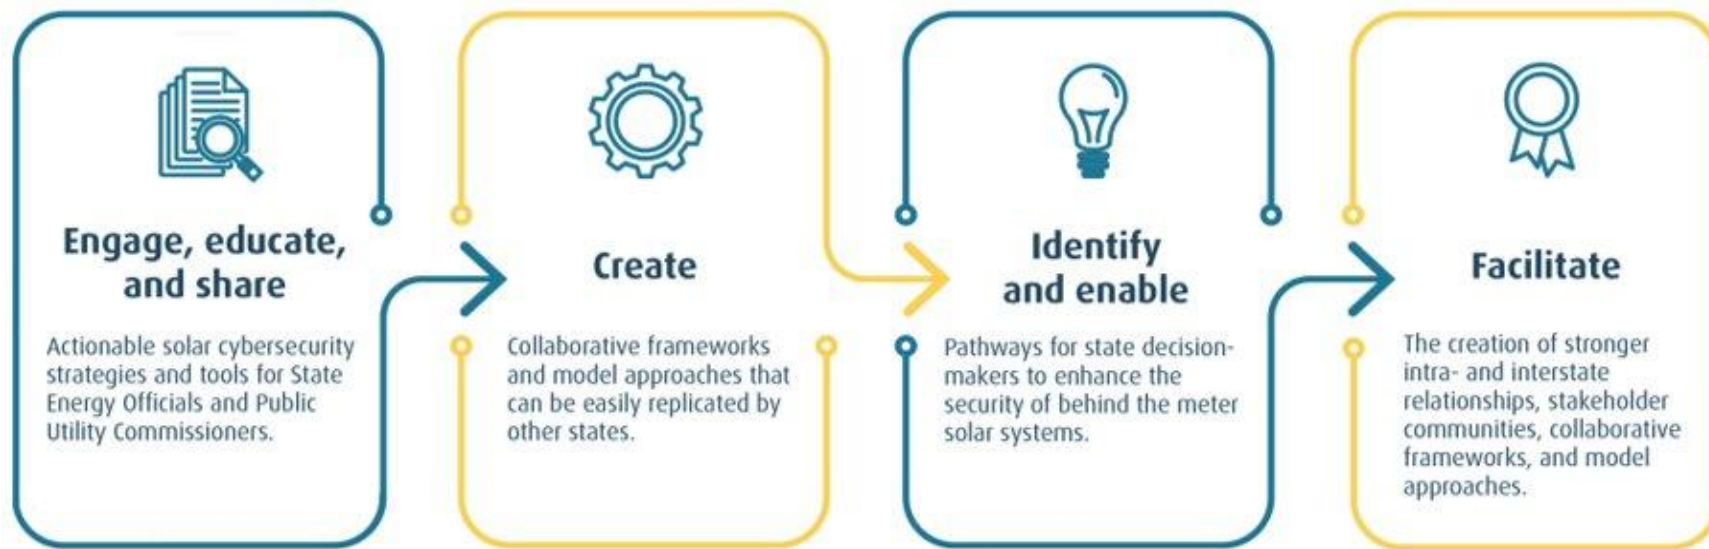 Engage, educate,
and share
Actionable solar cybersecurity
strategies and tools for State
Energy Officials and Public
Utility Commissioners.
Create
Collaborative frameworks
and model approaches that
can be easily replicated by
other states.
Identify
and enable
Pathways for state decision-
makers to enhance the
security of behind the meter
solar systems.
Facilitate
The creation of stronger
intra- and interstate
relationships, stakeholder
communities, collaborative
frameworks, and model
approaches.